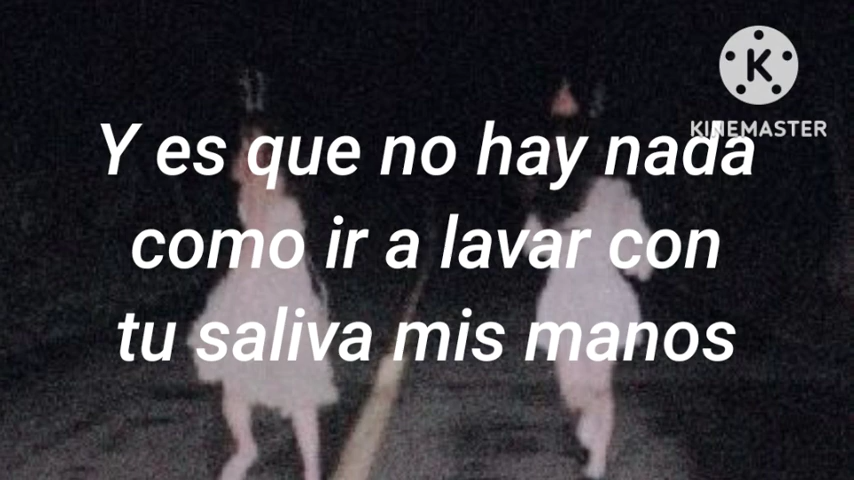 KINEMASTER
Y es que no hay nada
como ir a lavar con
tu saliva mis manos